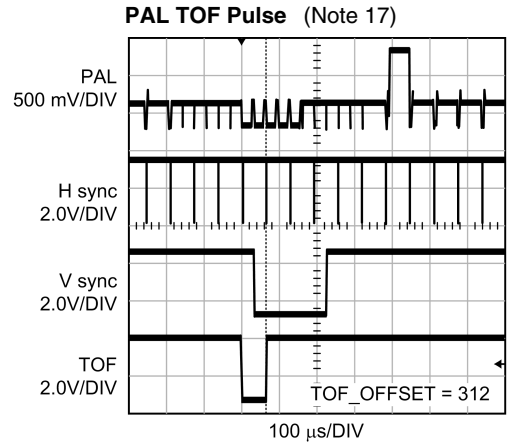 PAL TOF Pulse (Note 17)
PAL
500 mV/DIV
H sync
2.0V/DIV
V sync
2.0V/DIV
TOF
2.0V/DIV
TOF_OFFSET = 312
100 μs/DIV